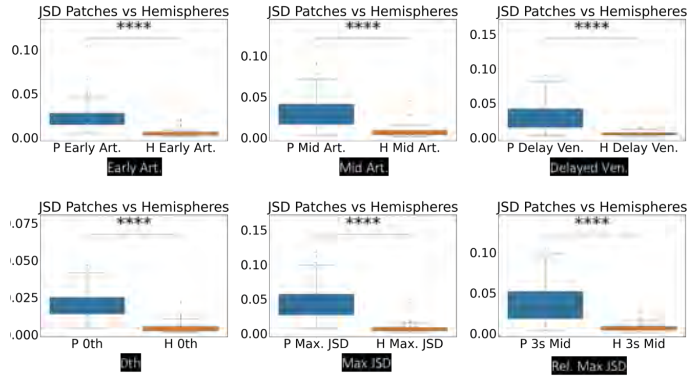 JSD Patches vs Hemispheres
****
0.10
0.05
0.00
P Early Art. H Early Art.
Early Art.
JSD Patches vs Hemispheres
****
0.15
0.10
0.05
0.00
P Mid Art. H Mid Art.
Mid Art.
JSD Patches vs Hemispheres
****
0.15
0.10
0.05
0.00
P Delay Ven. H Delay Ven.
Delayed Ven.
JSD Patches vs Hemispheres
****
.075
.050
.025
.000
P 0th H 0th
0th
JSD Patches vs Hemispheres
****
0.15
0.10
0.05
0.00
P Max. JSD H Max. JSD
Max JSD
JSD Patches vs Hemispheres
****
0.10
0.05
0.00
P 3s Mid H 3s Mid
Rel. Max JSD